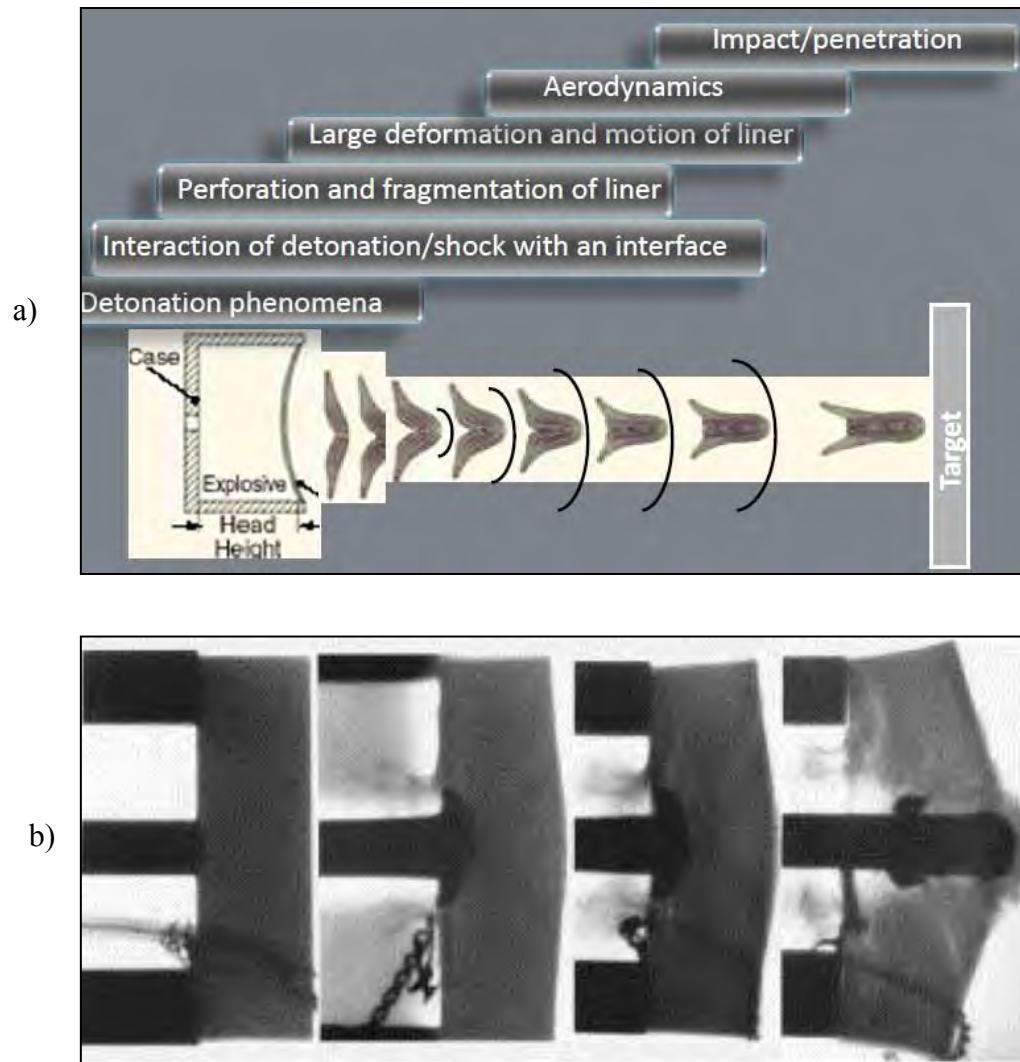 Impact/penetration
Aerodynamics
Large deformation and motion of liner
Perforation and fragmentation of liner
Interaction of detonation/shock with an interface
Detonation phenomena
a)
Case
Explosive
Head
Height
Target
b)